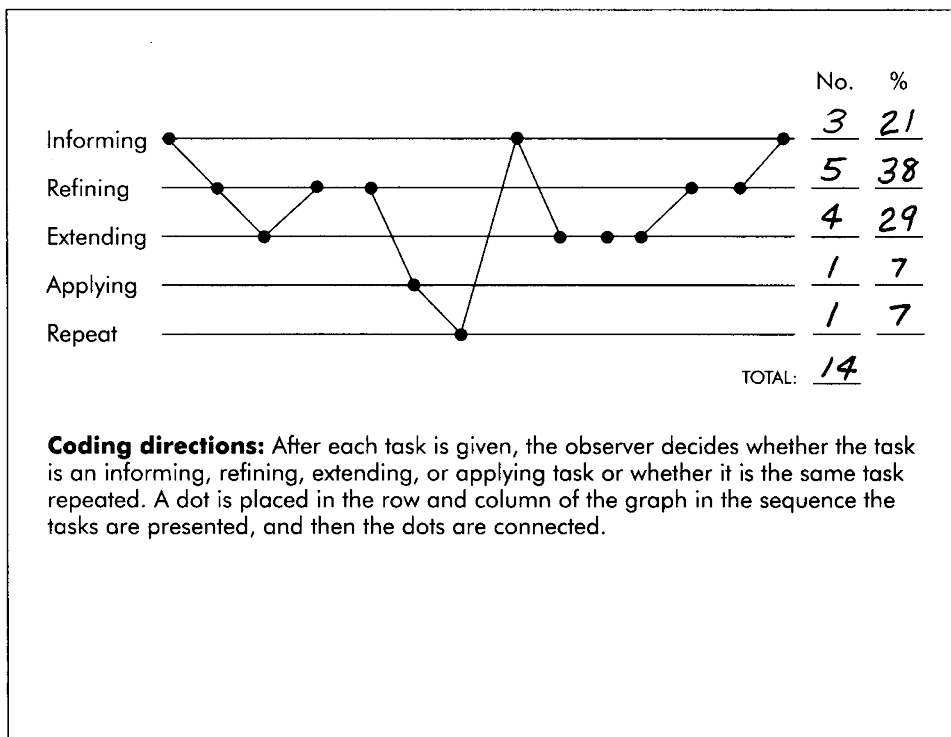 No. %
Informing 3 21
Refining 5 38
Extending 4 29
Applying 1 7
Repeat 1 7
TOTAL: 14
Coding directions: After each task is given, the observer decides whether the task
is an informing, refining, extending, or applying task or whether it is the same task
repeated. A dot is placed in the row and column of the graph in the sequence the
tasks are presented, and then the dots are connected.